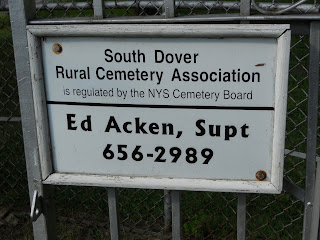 South Dover
Rural Cemetery Association
is regulated by the NYS Cemetery Board
Ed Acken, Supt
656-2989